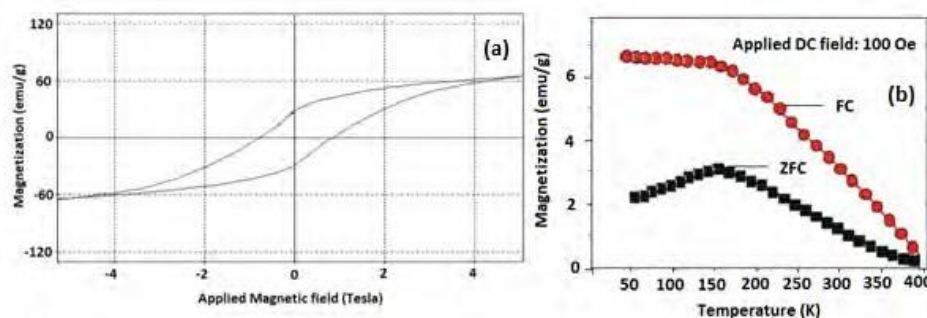 120
60
0
-60
-120
-4
-2
0
2
4
Magnetization (emu/g)
Applied Magnetic field (Tesla)
(a)
Applied DC field: 100 Oe
FC
(b)
ZFC
6
4
2
0
50
100
150
200
250
300
350
400
Magnetization (emu/g)
Temperature (K)